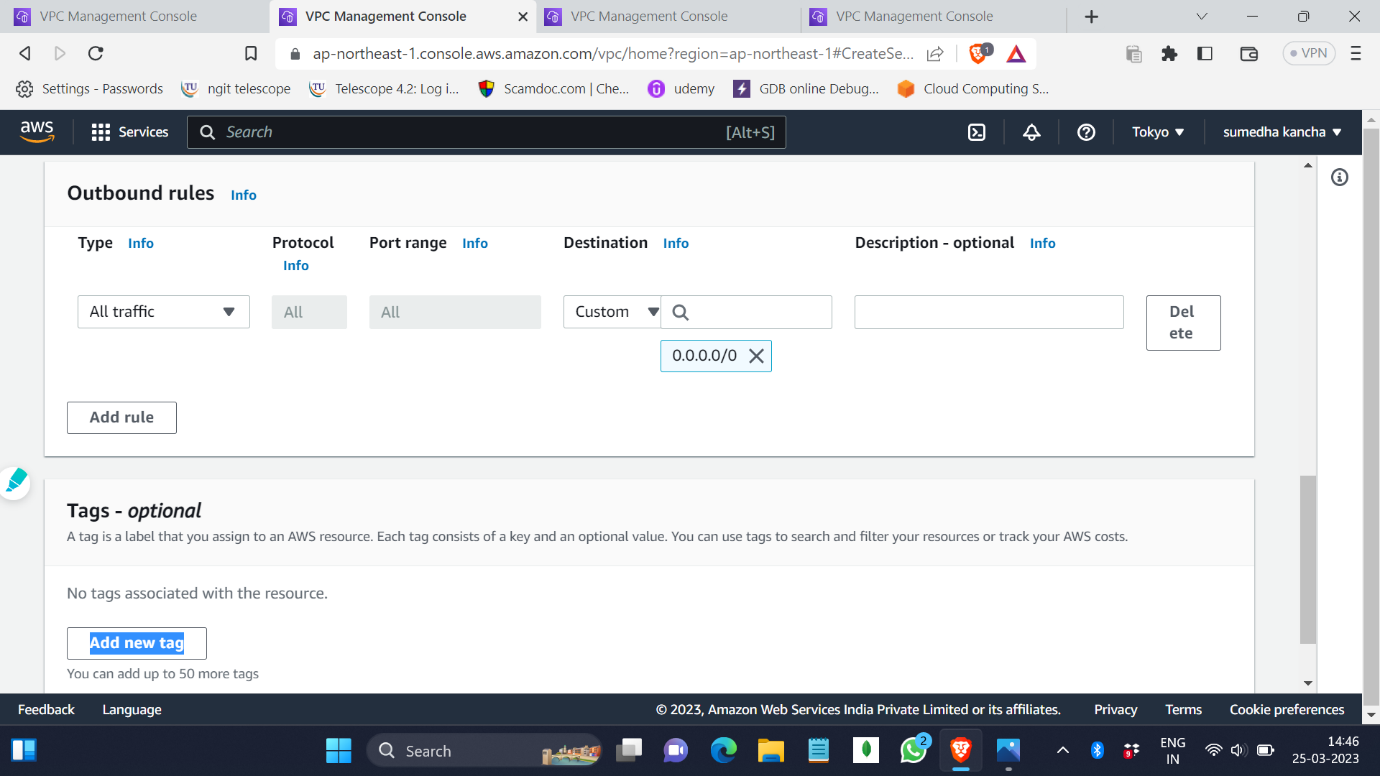 VPC Management Console
VPC Management Console
VPC Management Console
VPC Management Console
ap-northeast-1.console.aws.amazon.com/vpc/home?region=ap-northeast-1#CreateSe...
1
VPN
Settings - Passwords
ngit telescope
Telescope 4.2: Log i...
Scamdoc.com | Che...
udemy
GDB online Debug...
Cloud Computing S...
aws
Services
Search
[Alt+S]
Tokyo
sumedha kancha
Outbound rules Info
Type Info
Protocol
Info
Port range Info
Destination Info
Description - optional Info
All traffic
All
All
Custom
0.0.0.0/0
Del
ete
Add rule
Tags - optional
A tag is a label that you assign to an AWS resource. Each tag consists of a key and an optional value. You can use tags to search and filter your resources or track your AWS costs.
No tags associated with the resource.
Add new tag
You can add up to 50 more tags
Feedback
Language
© 2023, Amazon Web Services India Private Limited or its affiliates.
Privacy
Terms
Cookie preferences
Search
2
9
ENG
IN
14:46
25-03-2023